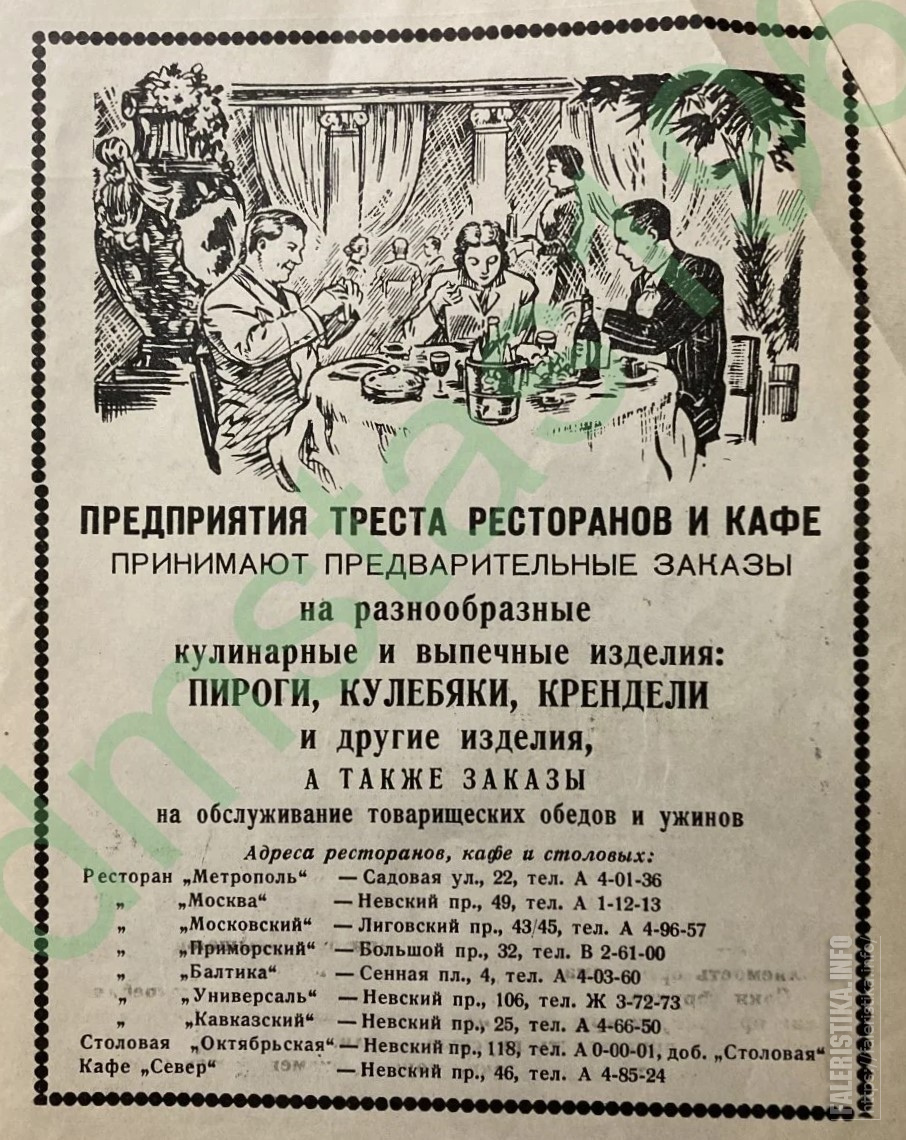 ПРЕДПРИЯТИЯ ТРЕСТА РЕСТОРАНОВ И КАФЕ
ПРИНИМАЮТ ПРЕДВАРИТЕЛЬНЫЕ ЗАКАЗЫ
на разнообразные
кулинарные и выпечные изделия:
ПИРОГИ, КУЛЕБЯКИ, КРЕНДЕЛИ
и другие изделия,
А ТАКЖЕ ЗАКАЗЫ
на обслуживание товарищеских обедов и ужинов
Адреса ресторанов, кафе и столовых:
Ресторан „Метрополь“ — Садовая ул., 22, тел. А 4-01-36
„ „Москва“ — Невский пр., 49, тел. А 1-12-13
„ „Московский“ — Лиговский пр., 43/45, тел. А 4-96-57
„ „Приморский“ — Большой пр., 32, тел. В 2-61-00
„ „Балтика“ — Сенная пл., 4, тел. А 4-03-60
„ „Универсаль“ — Невский пр., 106, тел. Ж 3-72-73
„ „Кавказский“ — Невский пр., 25, тел. А 4-66-50
Столовая „Октябрьская“ — Невский пр., 118, тел. А 0-00-01, доб. „Столовая“
Кафе „Север“ — Невский пр., 46, тел. А 4-85-24
FALERISTIKA.INFO